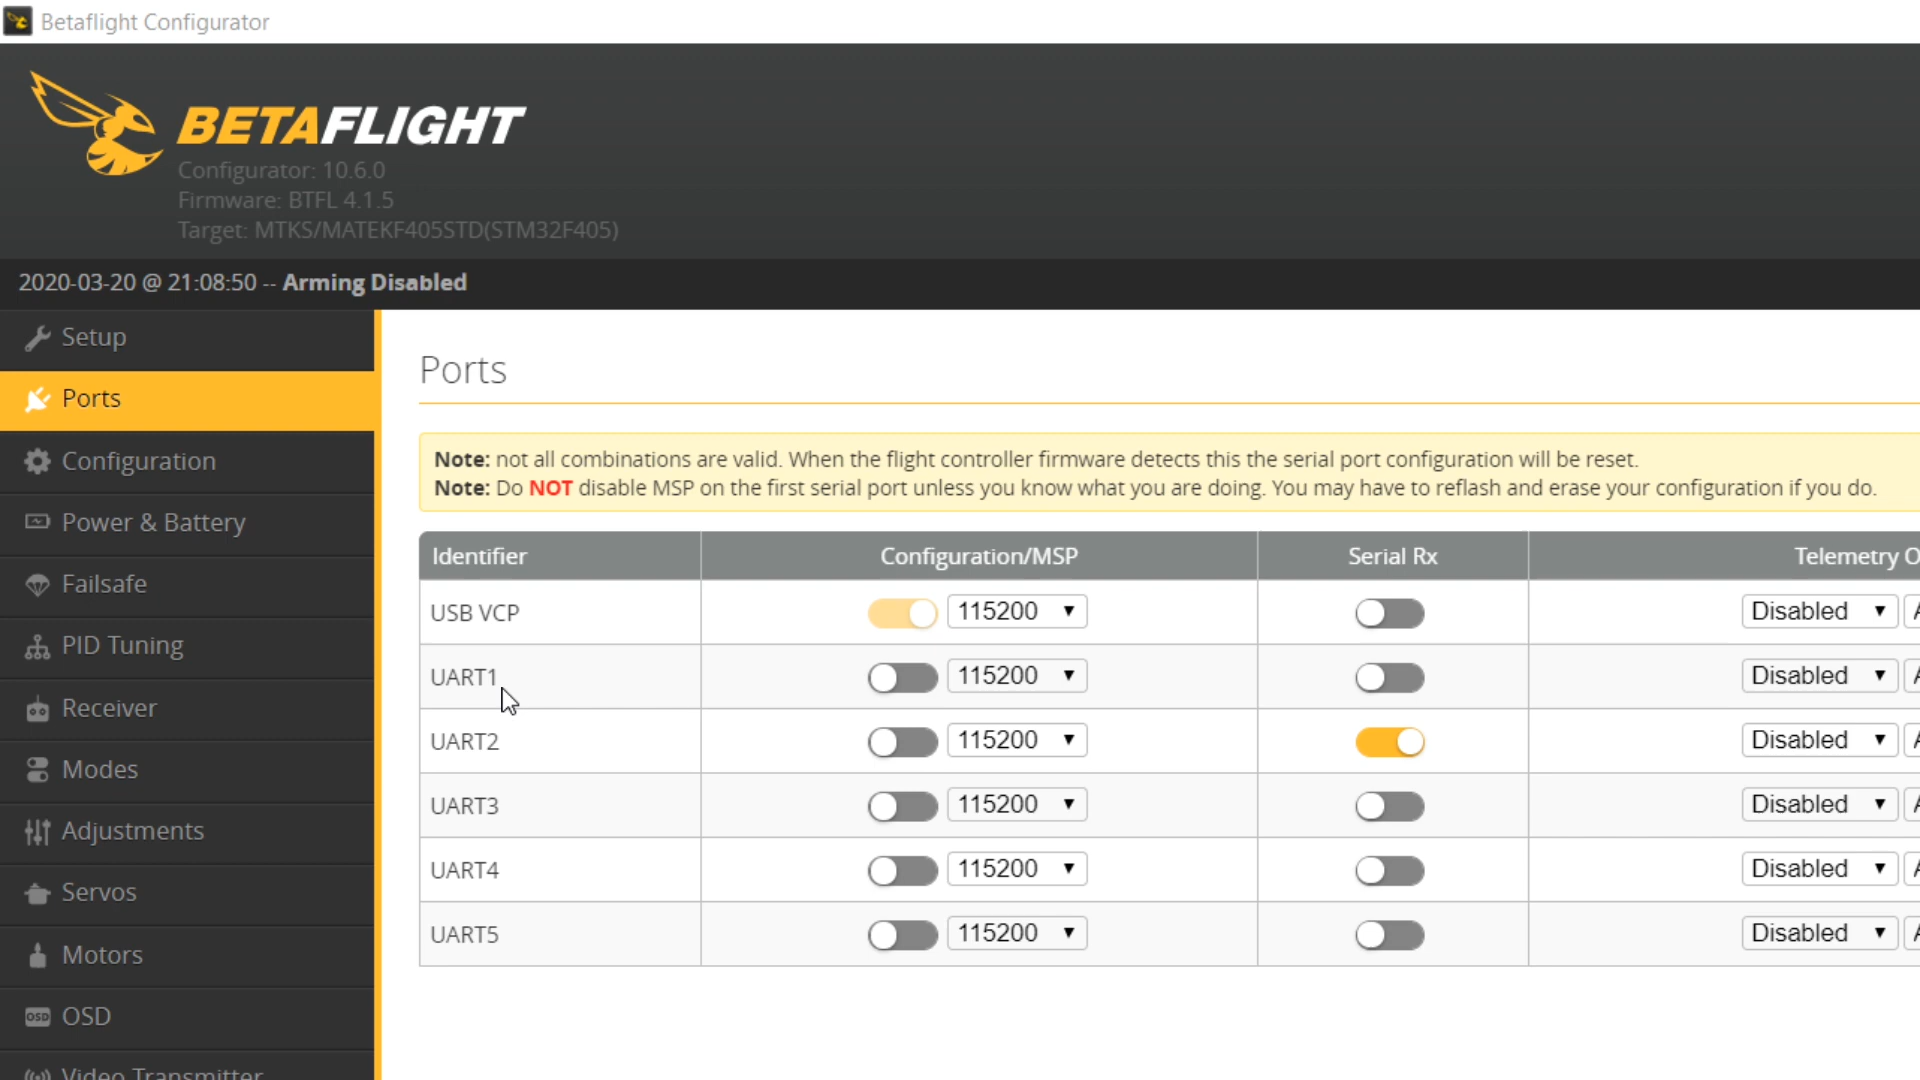 Betaflight Configurator
BETAFLIGHT
Configurator: 10.6.0
Firmware: BTFL 4.1.5
Target: MTKS/MATEKF405STD(STM32F405)
2020-03-20 @ 21:08:50 -- Arming Disabled
Setup
Ports
Configuration
Power & Battery
Failsafe
PID Tuning
Receiver
Modes
Adjustments
Servos
Motors
OSD OSD
Video Transmitter
Ports
Note: not all combinations are valid. When the flight controller firmware detects this the serial port configuration will be reset.
Note: Do NOT disable MSP on the first serial port unless you know what you are doing. You may have to reflash and erase your configuration if you do.
Identifier Configuration/MSP Serial Rx Telemetry O
USB VCP 115200 Disabled A
UART1 115200 Disabled A
UART2 115200 Disabled A
UART3 115200 Disabled A
UART4 115200 Disabled A
UART5 115200 Disabled A